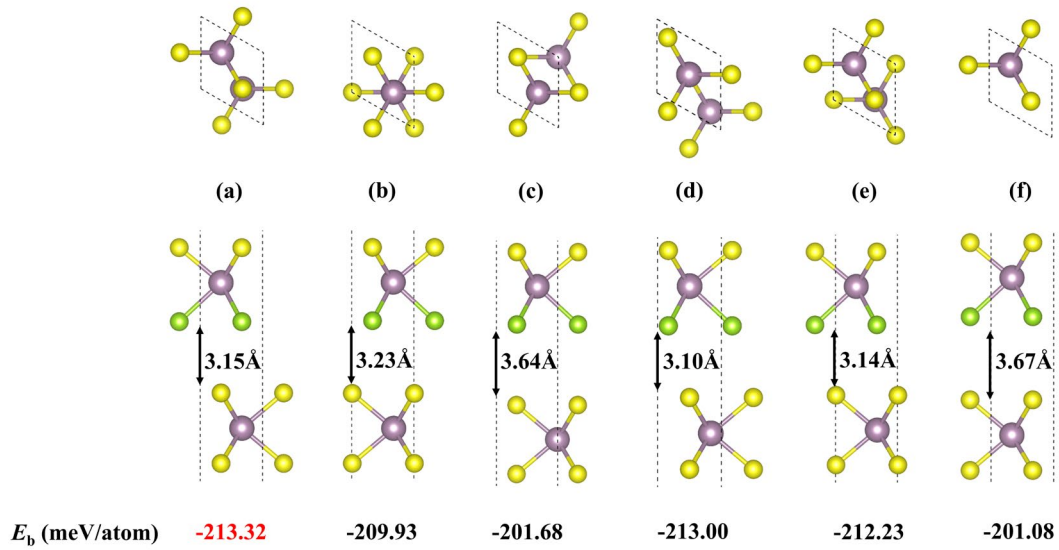 (a) (b) (c) (d) (e) (f)
3.15Å 3.23Å 3.64Å 3.10Å 3.14Å 3.67Å
E_b (meV/atom) -213.32 -209.93 -201.68 -213.00 -212.23 -201.08